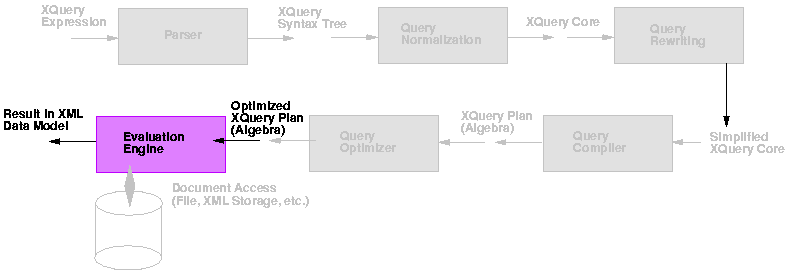 XQuery
Expression
Parser
XQuery
Syntax Tree
Query
Normalization
XQuery Core
Query
Rewriting
Result in XML
Data Model
Evaluation
Engine
Optimized
XQuery Plan
(Algebra)
Query
Optimizer
XQuery Plan
(Algebra)
Query
Compiler
Simplified
XQuery Core
Document Access
(File, XML Storage, etc.)